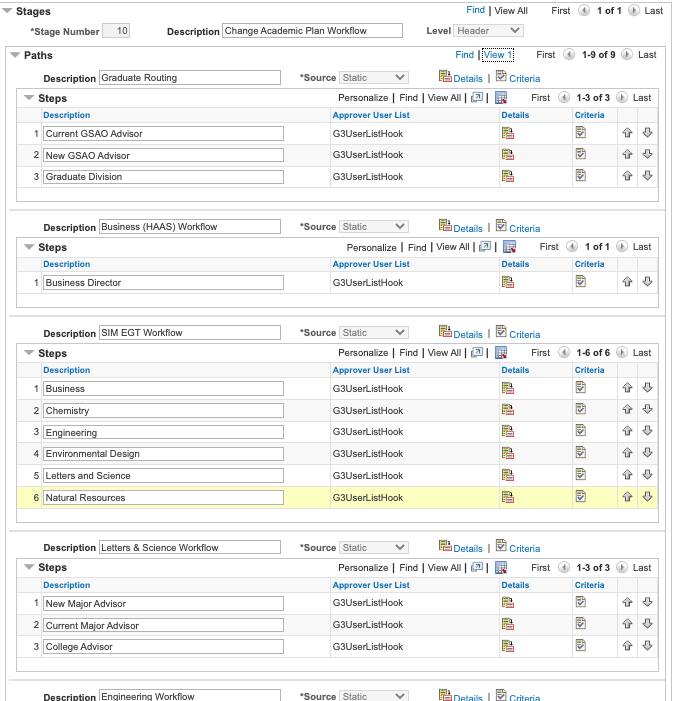 Stages Find | View All First 1 of 1 Last
*Stage Number 10 Description Change Academic Plan Workflow Level Header
Paths Find | View 1 First 1-9 of 9 Last
Description Graduate Routing *Source Static Details | Criteria
Steps Personalize | Find | View All | | First 1-3 of 3 Last
Description Approver User List Details Criteria
1 Current GSAO Advisor G3UserListHook
2 New GSAO Advisor G3UserListHook
3 Graduate Division G3UserListHook
Description Business (HAAS) Workflow *Source Static Details | Criteria
Steps Personalize | Find | View All | | First 1 of 1 Last
Description Approver User List Details Criteria
1 Business Director G3UserListHook
Description SIM EGT Workflow *Source Static Details | Criteria
Steps Personalize | Find | View All | | First 1-6 of 6 Last
Description Approver User List Details Criteria
1 Business G3UserListHook
2 Chemistry G3UserListHook
3 Engineering G3UserListHook
4 Environmental Design G3UserListHook
5 Letters and Science G3UserListHook
6 Natural Resources G3UserListHook
Description Letters & Science Workflow *Source Static Details | Criteria
Steps Personalize | Find | View All | | First 1-3 of 3 Last
Description Approver User List Details Criteria
1 New Major Advisor G3UserListHook
2 Current Major Advisor G3UserListHook
3 College Advisor G3UserListHook
Description Engineering Workflow *Source Static Details | Criteria